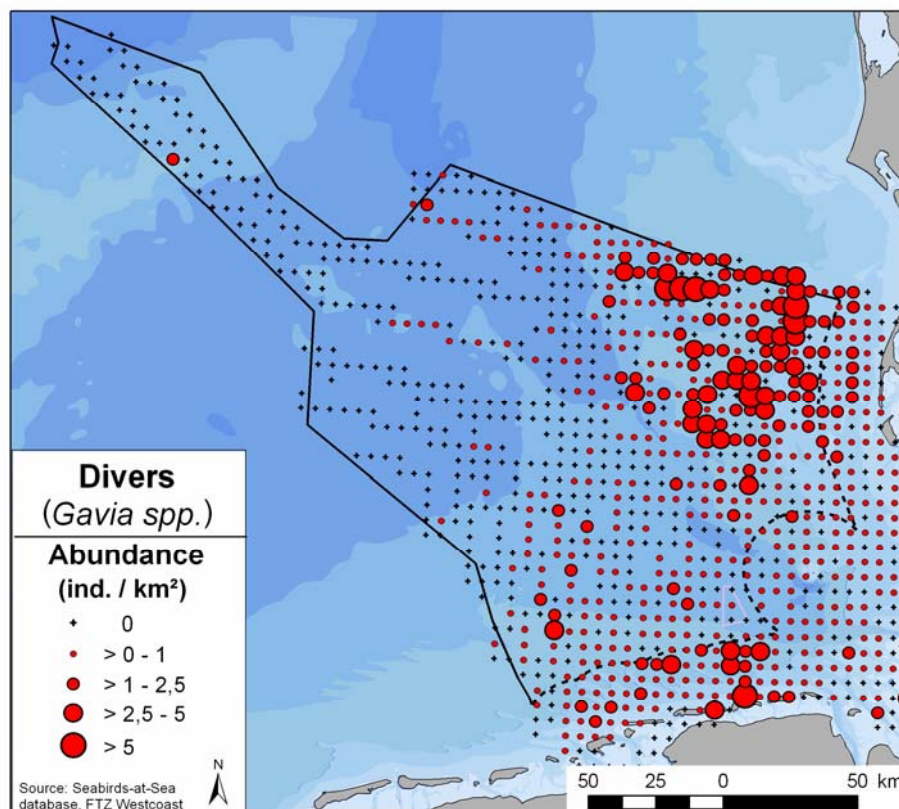 Divers
(Gavia spp.)
Abundance
(ind. / km²)
0
> 0 - 1
> 1 - 2,5
> 2,5 - 5
> 5
N
Source: Seabirds-at-Sea
database, FTZ Westcoast
50 25 0 50 km